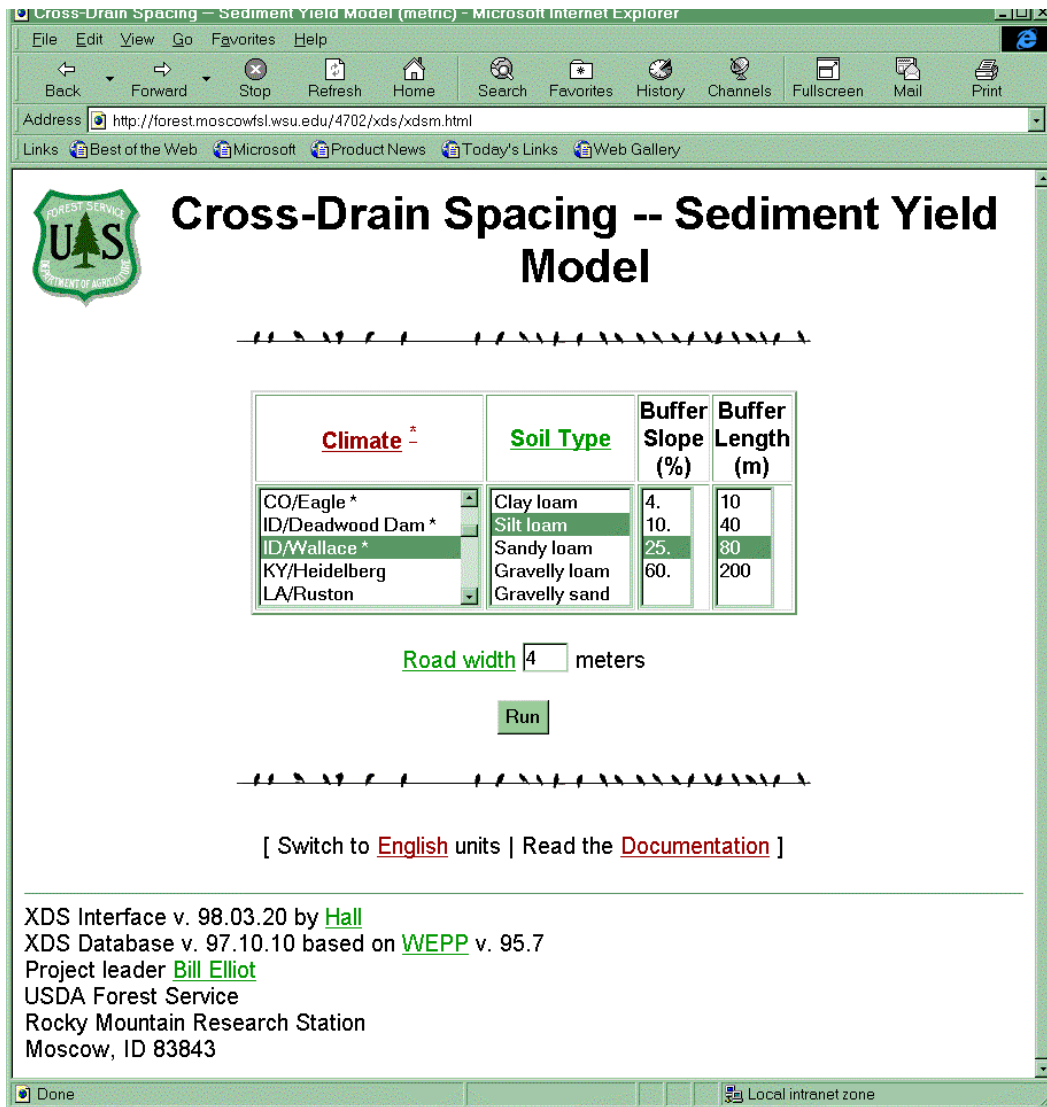 Cross-Drain Spacing -- Sediment Yield Model (metric) - Microsoft Internet Explorer
File Edit View Go Favorites Help
Back Forward Stop Refresh Home Search Favorites History Channels Fullscreen Mail Print
Address http://forest.moscowfsl.wsu.edu/4702/xds/xdsm.html
Links Best of the Web Microsoft Product News Today's Links Web Gallery
FOREST SERVICE
U S
DEPARTMENT OF AGRICULTURE
Cross-Drain Spacing -- Sediment Yield
Model
Climate * Soil Type Buffer Slope (%) Buffer Length (m)
CO/Eagle * Clay loam 4. 10
ID/Deadwood Dam * Silt loam 10. 40
ID/Wallace * Sandy loam 25. 80
KY/Heidelberg Gravelly loam 60. 200
LA/Ruston Gravelly sand
Road width 4 meters
Run
[ Switch to English units | Read the Documentation ]
XDS Interface v. 98.03.20 by Hall
XDS Database v. 97.10.10 based on WEPP v. 95.7
Project leader Bill Elliot
USDA Forest Service
Rocky Mountain Research Station
Moscow, ID 83843
Done Local intranet zone